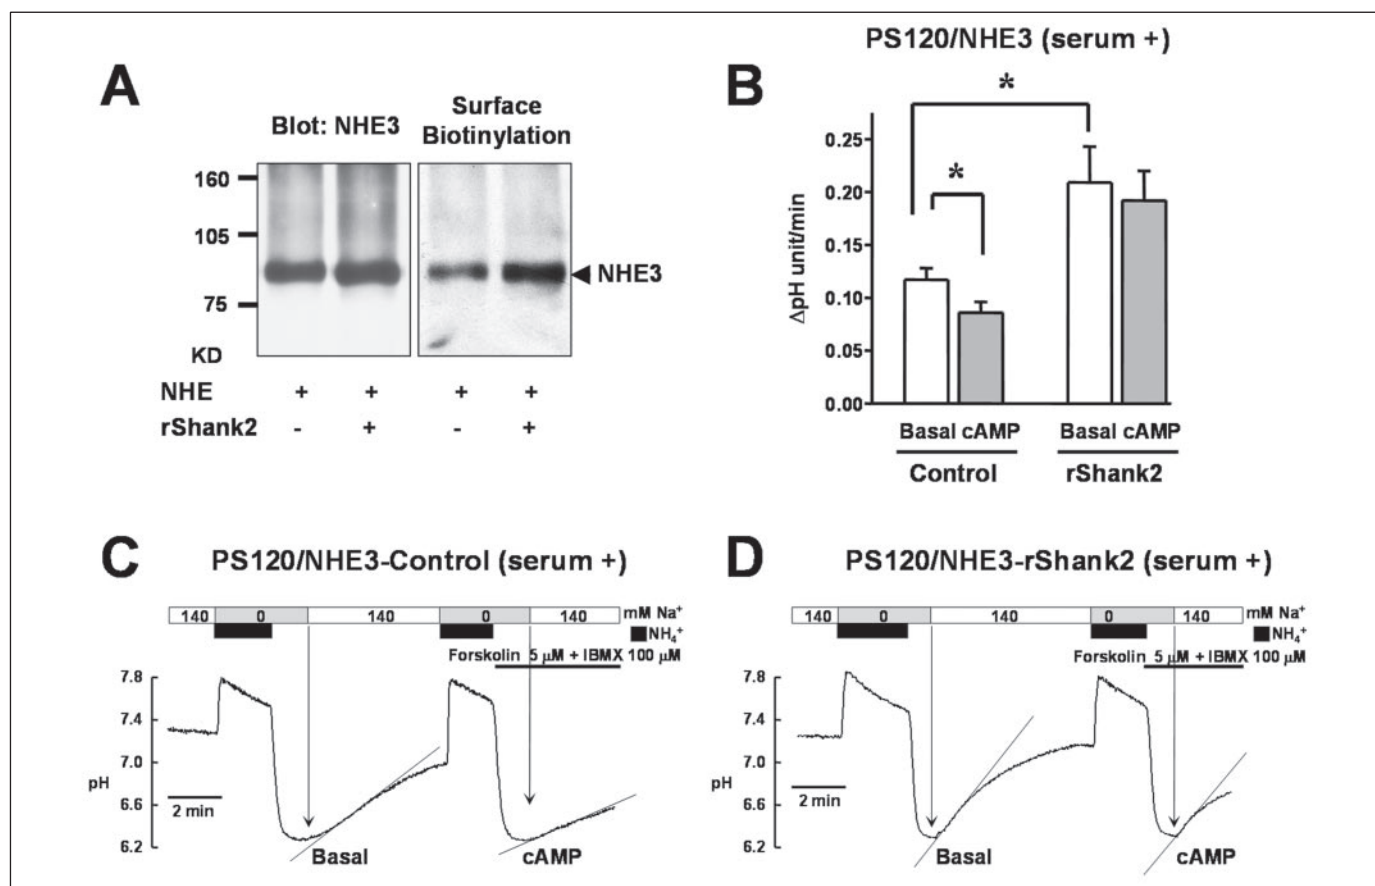 A
Blot: NHE3
Surface
Biotinylation
160
105
75
KD
NHE3
NHE + + + +
rShank2 - + - +
PS120/NHE3 (serum +)
B
*
*
ΔpH unit/min
0.25
0.20
0.15
0.10
0.05
0.00
Basal cAMP Basal cAMP
Control rShank2
C
PS120/NHE3-Control (serum +)
140 0 140 0 140 mM Na⁺
NH₄⁺
Forskolin 5 µM + IBMX 100 µM
7.8
7.4
7.0
6.6
6.2
pH
2 min
Basal cAMP
D
PS120/NHE3-rShank2 (serum +)
140 0 140 0 140 mM Na⁺
NH₄⁺
Forskolin 5 µM + IBMX 100 µM
7.8
7.4
7.0
6.6
6.2
pH
2 min
Basal cAMP